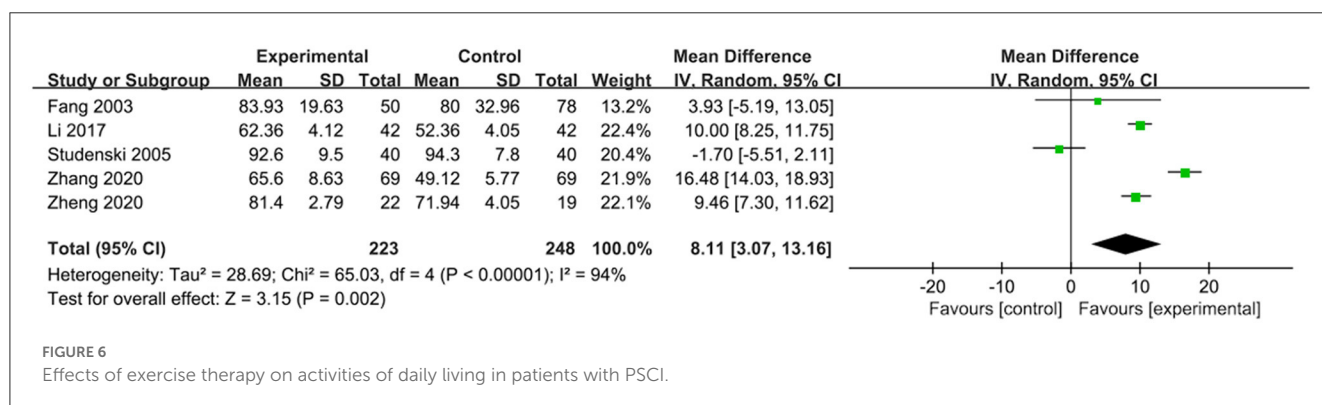 Experimental Control Mean Difference Mean Difference
Study or Subgroup Mean SD Total Mean SD Total Weight IV, Random, 95% CI IV, Random, 95% CI
Fang 2003 83.93 19.63 50 80 32.96 78 13.2% 3.93 [-5.19, 13.05]
Li 2017 62.36 4.12 42 52.36 4.05 42 22.4% 10.00 [8.25, 11.75]
Studenski 2005 92.6 9.5 40 94.3 7.8 40 20.4% -1.70 [-5.51, 2.11]
Zhang 2020 65.6 8.63 69 49.12 5.77 69 21.9% 16.48 [14.03, 18.93]
Zheng 2020 81.4 2.79 22 71.94 4.05 19 22.1% 9.46 [7.30, 11.62]
Total (95% CI) 223 248 100.0% 8.11 [3.07, 13.16]
Heterogeneity: Tau² = 28.69; Chi² = 65.03, df = 4 (P < 0.00001); I² = 94%
Test for overall effect: Z = 3.15 (P = 0.002)
-20 -10 0 10 20
Favours [control] Favours [experimental]
FIGURE 6
Effects of exercise therapy on activities of daily living in patients with PSCI.